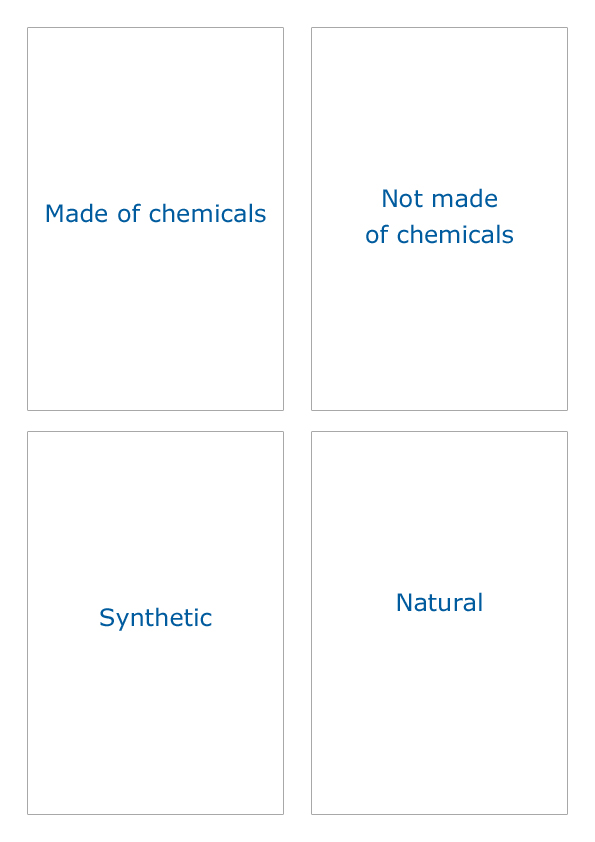 Made of chemicals
Not made
of chemicals
Synthetic
Natural